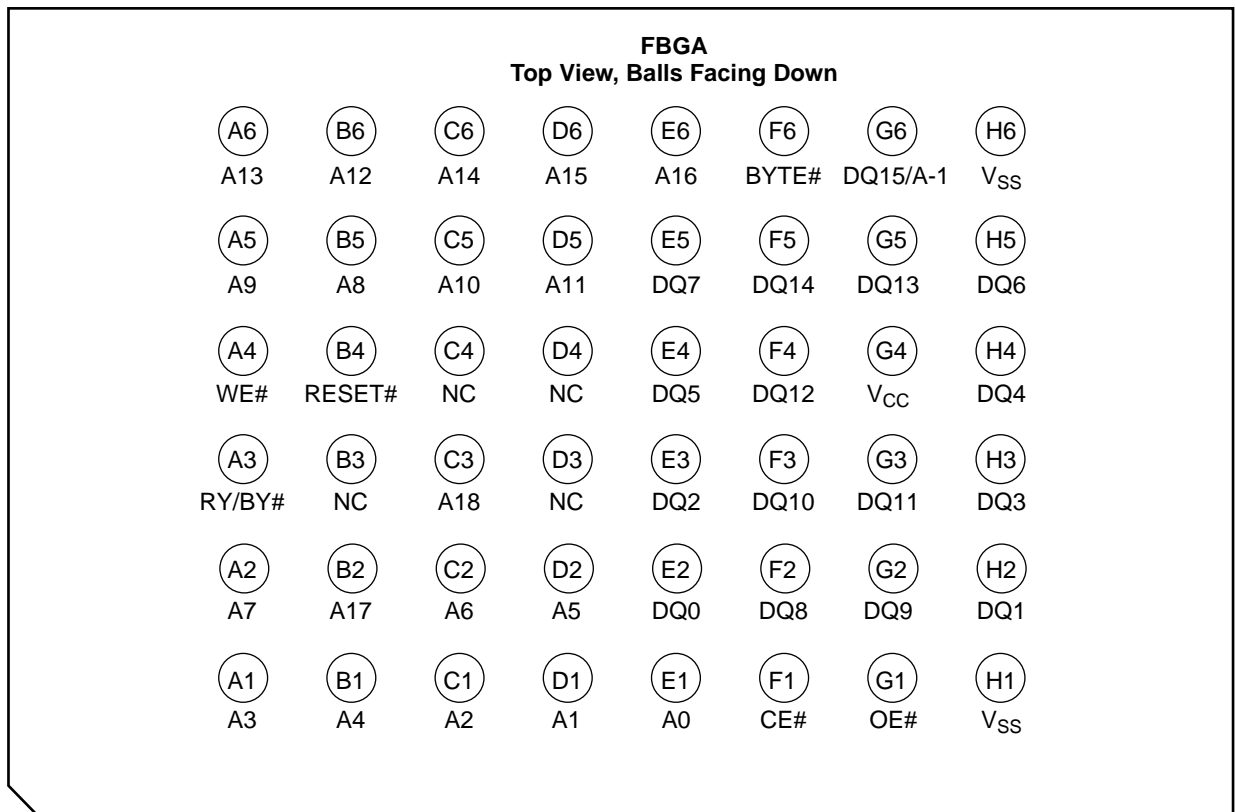 FBGA
Top View, Balls Facing Down
A6 B6 C6 D6 E6 F6 G6 H6
A13 A12 A14 A15 A16 BYTE# DQ15/A-1 VSS
A5 B5 C5 D5 E5 F5 G5 H5
A9 A8 A10 A11 DQ7 DQ14 DQ13 DQ6
A4 B4 C4 D4 E4 F4 G4 H4
WE# RESET# NC NC DQ5 DQ12 VCC DQ4
A3 B3 C3 D3 E3 F3 G3 H3
RY/BY# NC A18 NC DQ2 DQ10 DQ11 DQ3
A2 B2 C2 D2 E2 F2 G2 H2
A7 A17 A6 A5 DQ0 DQ8 DQ9 DQ1
A1 B1 C1 D1 E1 F1 G1 H1
A3 A4 A2 A1 A0 CE# OE# VSS